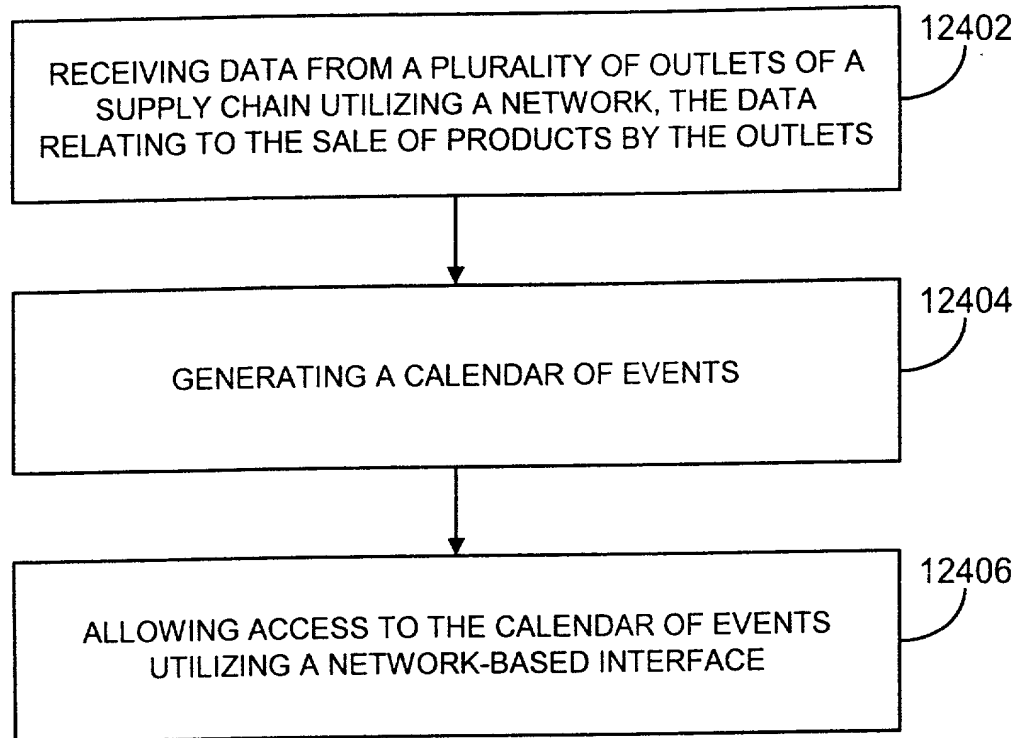 12402
RECEIVING DATA FROM A PLURALITY OF OUTLETS OF A
SUPPLY CHAIN UTILIZING A NETWORK, THE DATA
RELATING TO THE SALE OF PRODUCTS BY THE OUTLETS
12404
GENERATING A CALENDAR OF EVENTS
12406
ALLOWING ACCESS TO THE CALENDAR OF EVENTS
UTILIZING A NETWORK-BASED INTERFACE